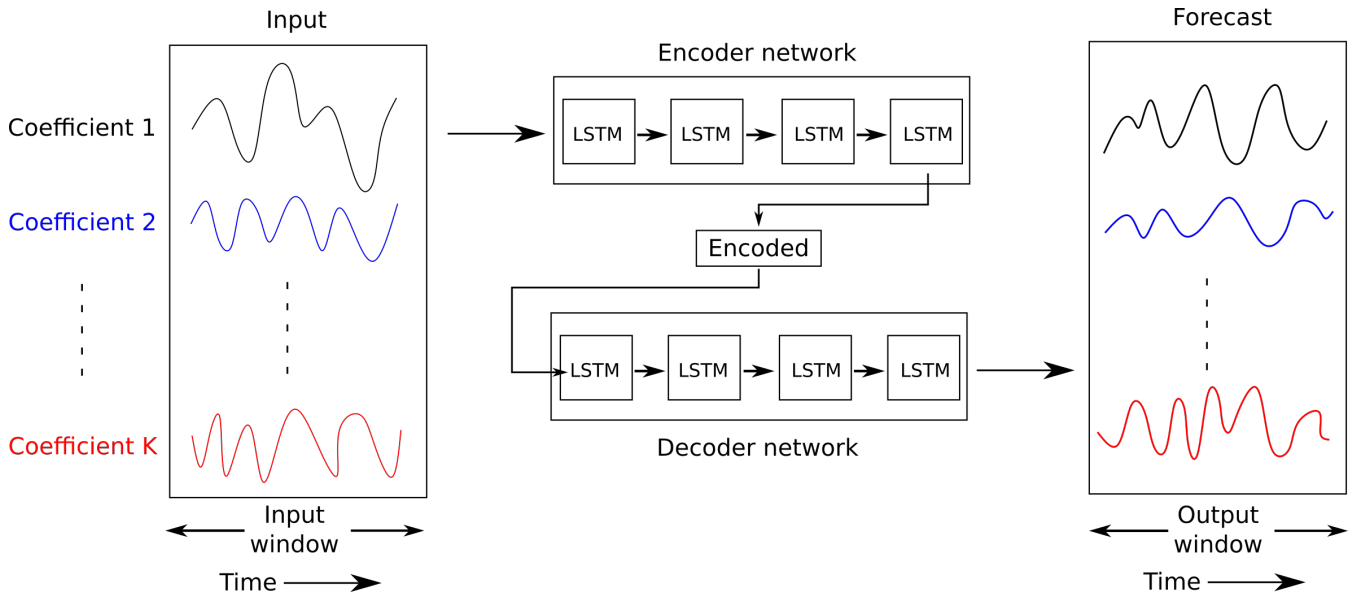 Input
Coefficient 1
Coefficient 2
Coefficient K
Input
window
Time
Encoder network
LSTM LSTM LSTM LSTM
Encoded
LSTM LSTM LSTM LSTM
Decoder network
Forecast
Output
window
Time